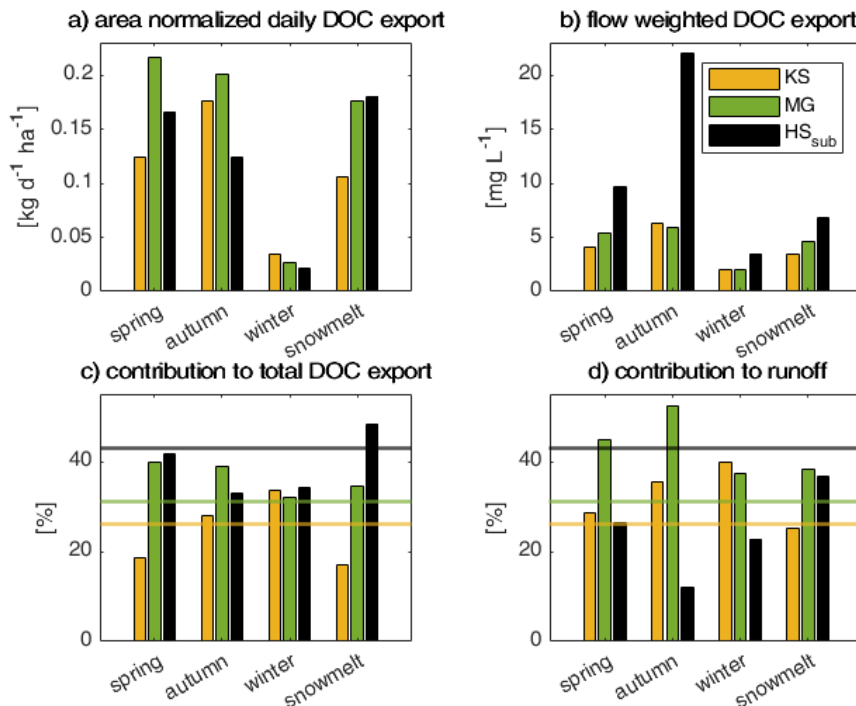 a) area normalized daily DOC export
[kg d⁻¹ ha⁻¹]
0.2
0.15
0.1
0.05
0
spring
autumn
winter
snowmelt
b) flow weighted DOC export
[mg L⁻¹]
20
15
10
5
0
KS
MG
HS_sub
spring
autumn
winter
snowmelt
c) contribution to total DOC export
[%]
40
20
0
spring
autumn
winter
snowmelt
d) contribution to runoff
[%]
40
20
0
spring
autumn
winter
snowmelt